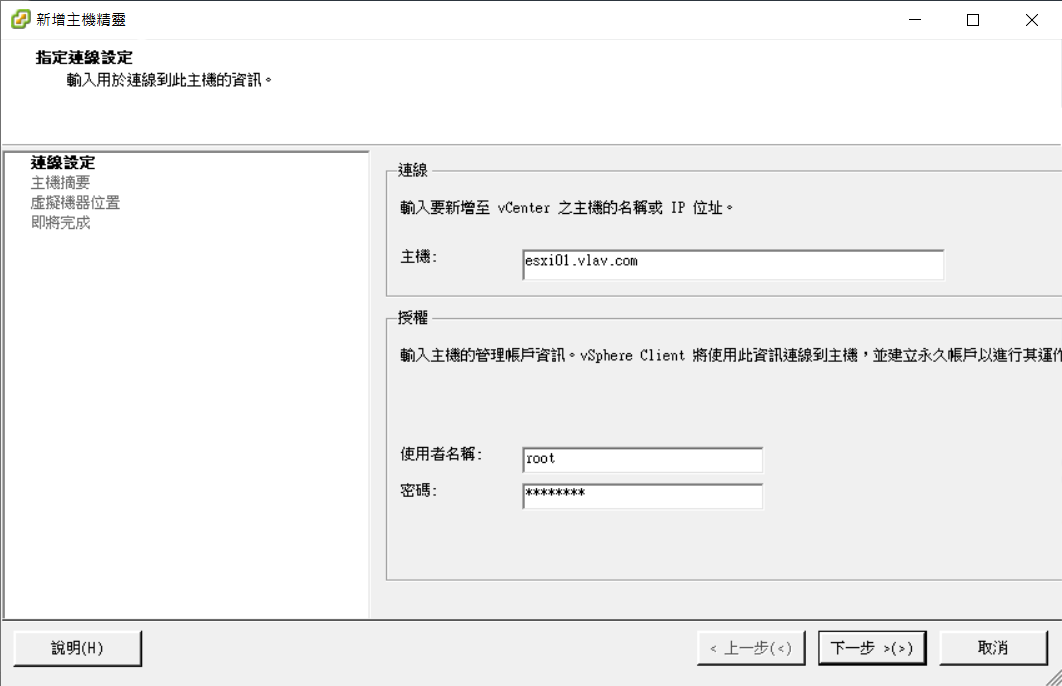 新增主機精靈
指定連線設定
輸入用於連線到此主機的資訊。
連線設定
主機摘要
虛擬機器位置
即將完成
連線
輸入要新增至 vCenter 之主機的名稱或 IP 位址。
主機:
esxi01.vlav.com
授權
輸入主機的管理帳戶資訊。vSphere Client 將使用此資訊連線到主機，並建立永久帳戶以進行其運作
使用者名稱:
root
密碼:
********
說明(H)
< 上一步(<)
下一步 >(>)
取消